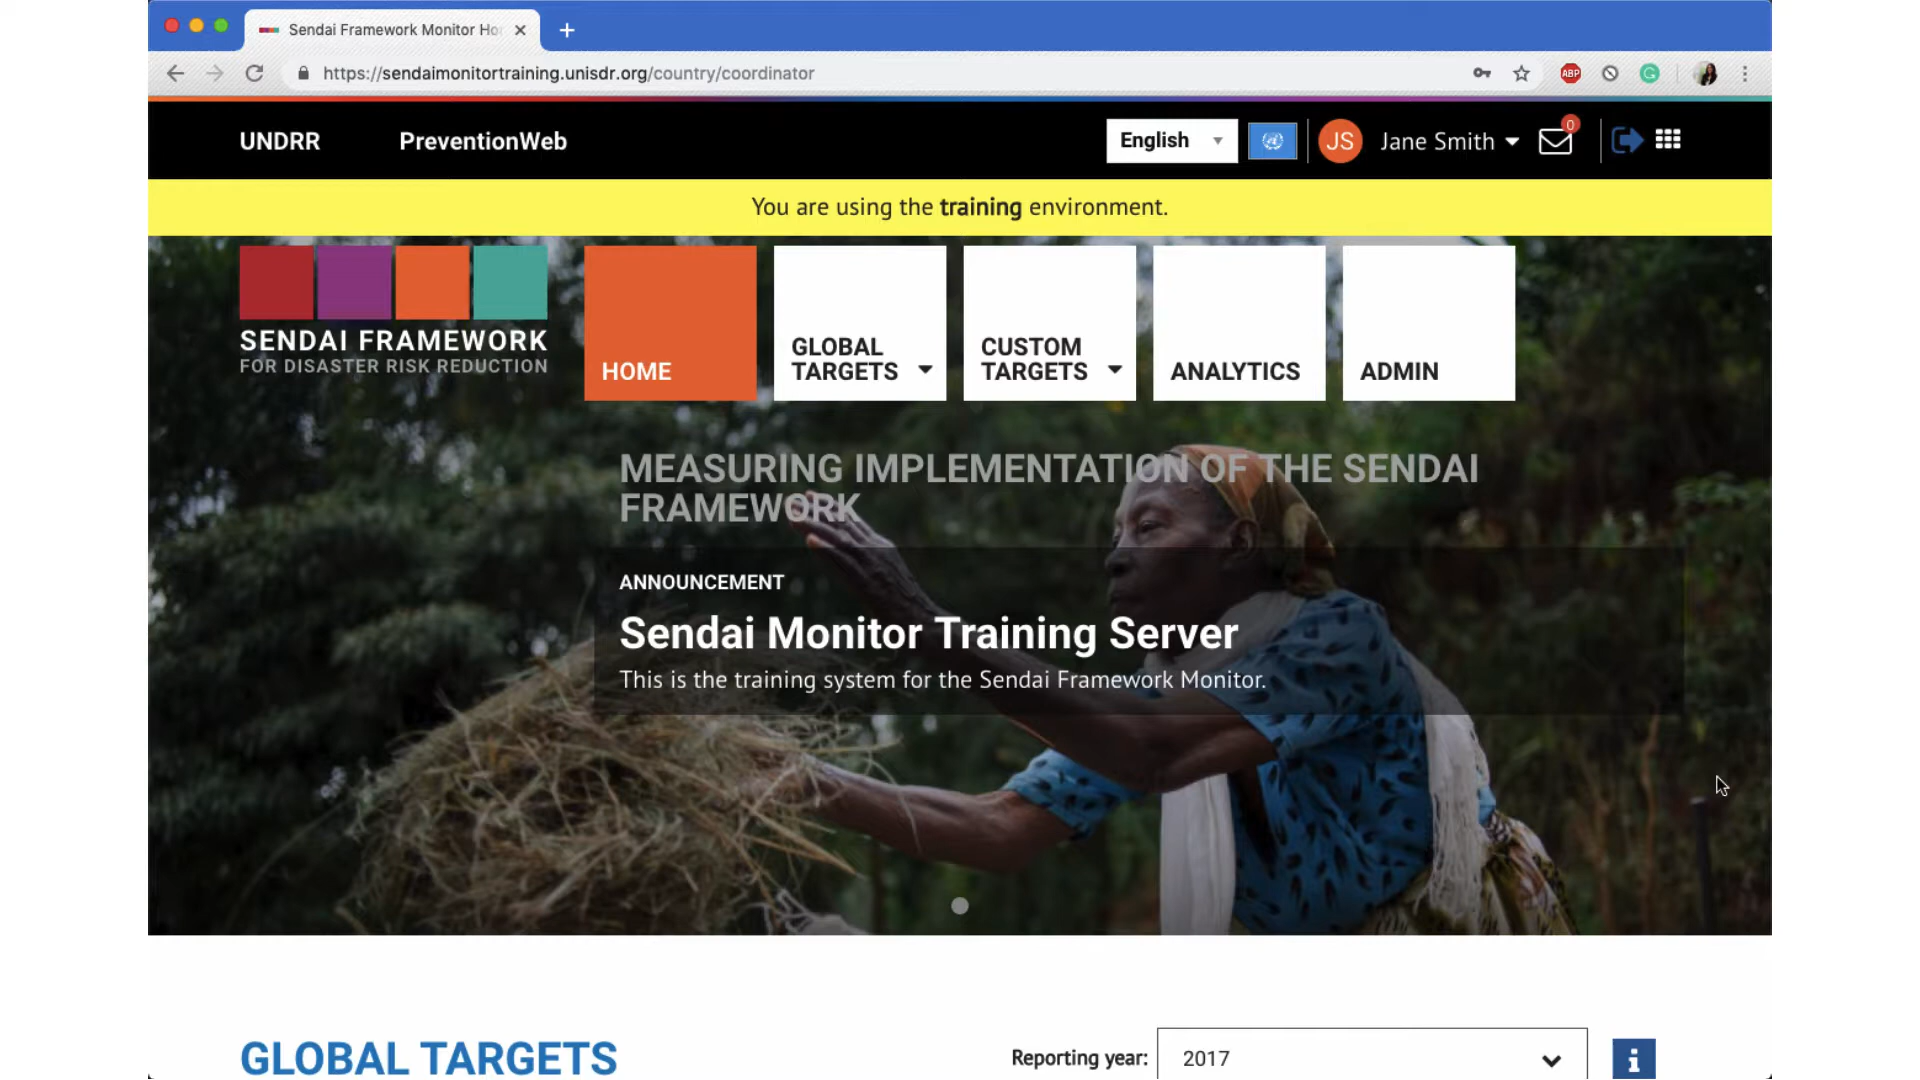 Sendai Framework Monitor Ho
https://sendaimonitortraining.unisdr.org/country/coordinator
ABP
UNDRR
PreventionWeb
English
JS
Jane Smith
0
You are using the training environment.
SENDAI FRAMEWORK
FOR DISASTER RISK REDUCTION
HOME
GLOBAL
TARGETS
CUSTOM
TARGETS
ANALYTICS
ADMIN
MEASURING IMPLEMENTATION OF THE SENDAI
FRAMEWORK
ANNOUNCEMENT
Sendai Monitor Training Server
This is the training system for the Sendai Framework Monitor.
GLOBAL TARGETS
Reporting year:
2017